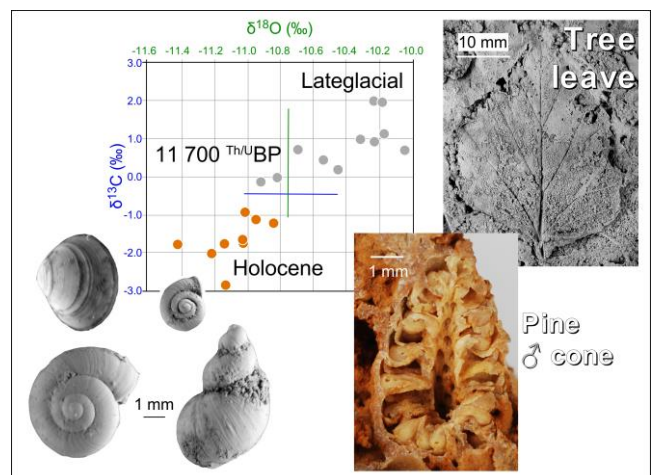 δ18O (‰)
-11.6 -11.4 -11.2 -11.0 -10.8 -10.6 -10.4 -10.2 -10.0
3.0
2.0
1.0
0.0
-1.0
-2.0
-3.0
δ13C (‰)
Lateglacial
11 700 Th/U BP
Holocene
10 mm
Tree
leave
1 mm
Pine
♂ cone
1 mm